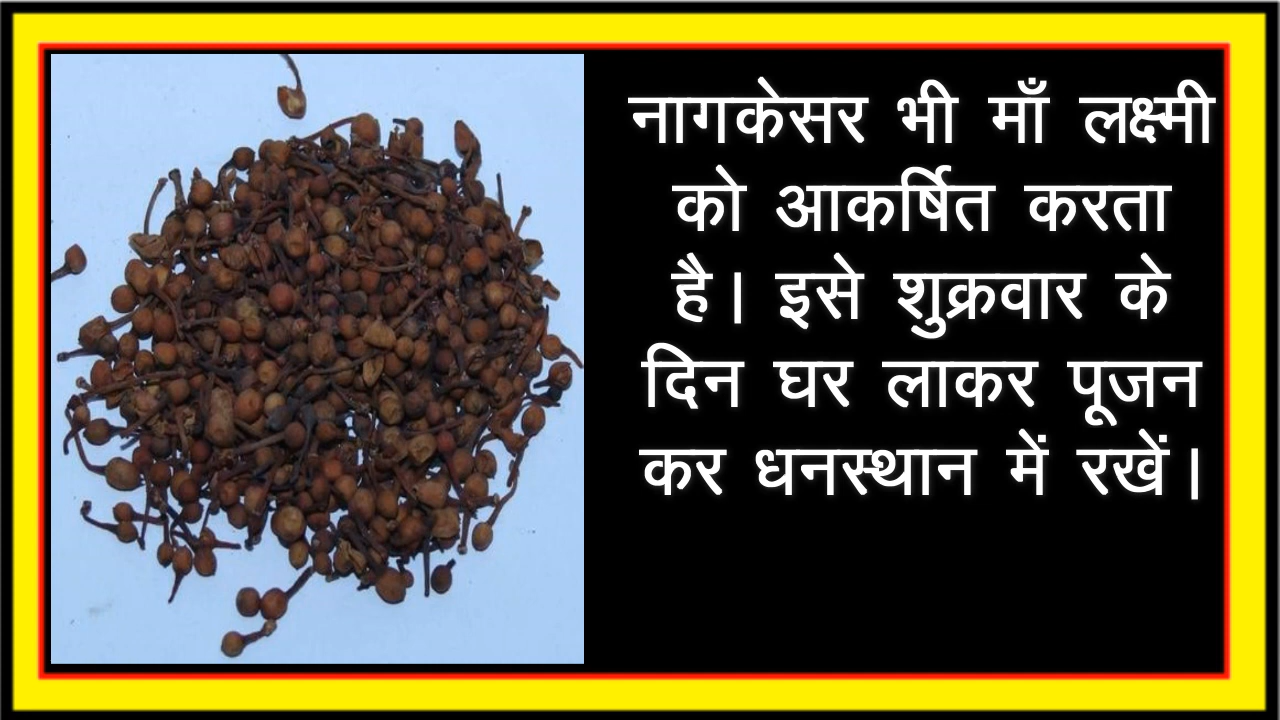 नागकेसर भी माँ लक्ष्मी
को आकर्षित करता
है। इसे शुक्रवार के
दिन घर लाकर पूजन
कर धनस्थान में रखें।